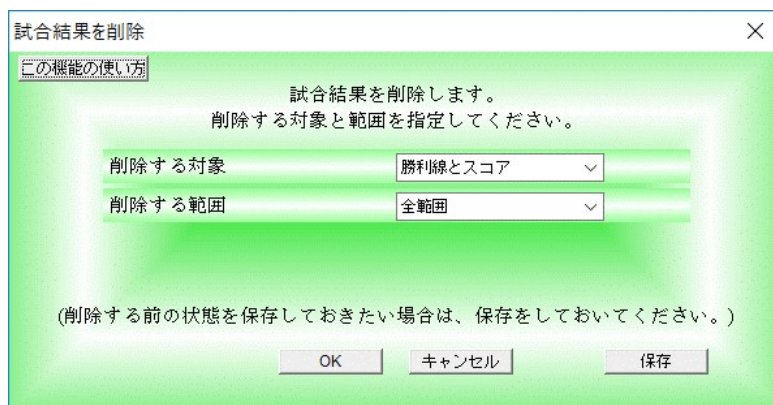 試合結果を削除
この機能の使い方
試合結果を削除します。
削除する対象と範囲を指定してください。
削除する対象 勝利線とスコア
削除する範囲 全範囲
(削除する前の状態を保存しておきたい場合は、保存をしておいてください。)
OK キャンセル 保存